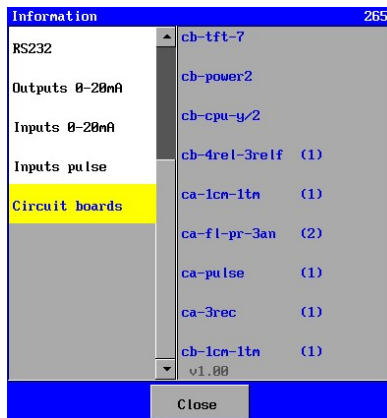 Information 265
RS232
Outputs 0-20mA
Inputs 0-20mA
Inputs pulse
Circuit boards
cb-tft-7
cb-power2
cb-cpu-y/2
cb-4rel-3relf (1)
ca-1cm-1tm (1)
ca-fl-pr-3an (2)
ca-pulse (1)
ca-3rec (1)
cb-1cm-1tm (1)
v1.00
Close